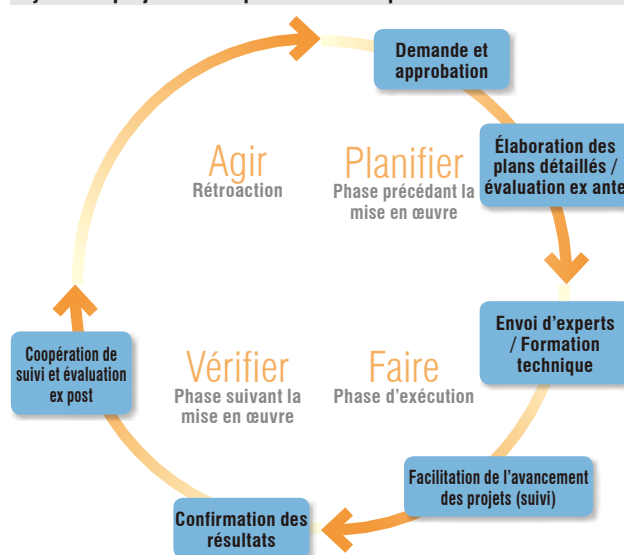 Demande et
approbation
Élaboration des
plans détaillés /
évaluation ex ante
Agir
Rétroaction
Planifier
Phase précédant la
mise en œuvre
Envoi d’experts
/ Formation
technique
Coopération de
suivi et évaluation
ex post
Vérifier
Phase suivant la
mise en œuvre
Faire
Phase d’exécution
Facilitation de l’avancement
des projets (suivi)
Confirmation des
résultats